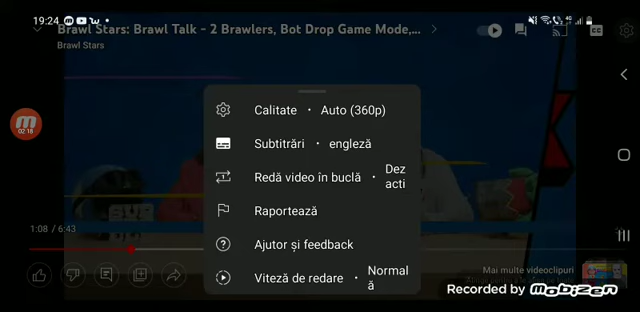 19:24
4G
Brawl Stars: Brawl Talk - 2 Brawlers, Bot Drop Game Mode,...
Brawl Stars
CC
02:18
Calitate • Auto (360p)
Subtitrări • engleză
Redă video în buclă • Dez
acti
Raportează
Ajutor și feedback
Viteză de redare • Normal
ă
1:08 / 6:43
Mai multe videoclipuri
Recorded by mobizen